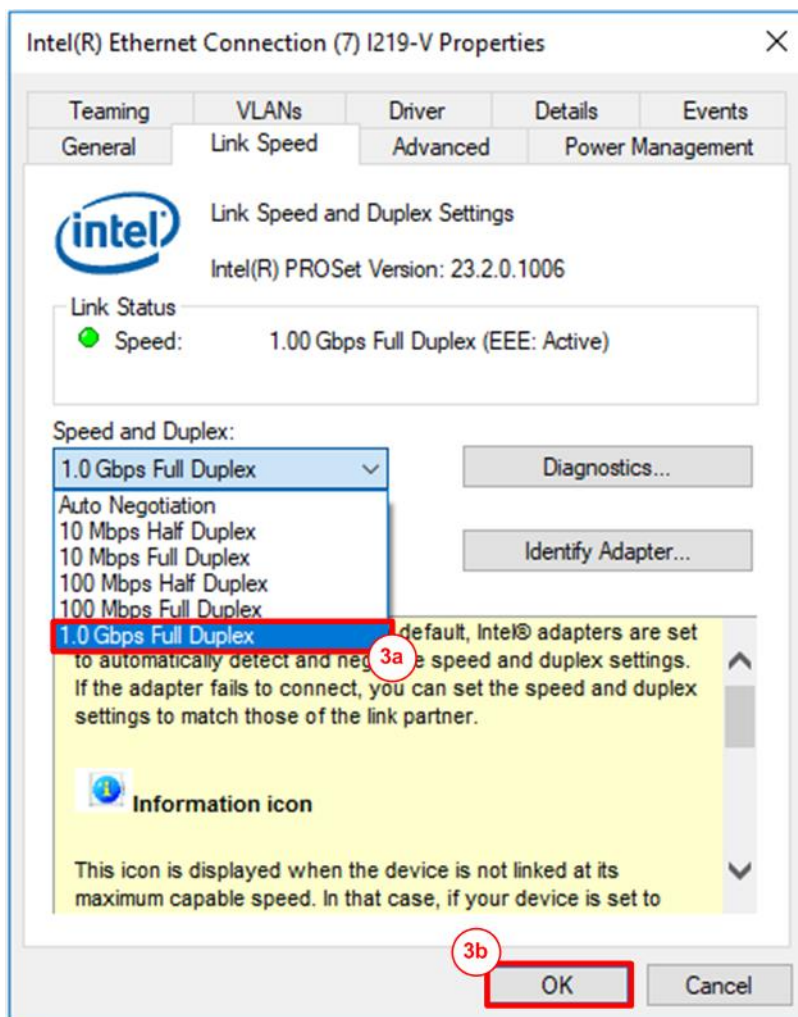 Intel(R) Ethernet Connection (7) I219-V Properties
Teaming VLANs Driver Details Events
General Link Speed Advanced Power Management
intel
Link Speed and Duplex Settings
Intel(R) PROSet Version: 23.2.0.1006
Link Status
Speed: 1.00 Gbps Full Duplex (EEE: Active)
Speed and Duplex:
1.0 Gbps Full Duplex
Diagnostics...
Auto Negotiation
10 Mbps Half Duplex
10 Mbps Full Duplex
Identify Adapter...
100 Mbps Half Duplex
100 Mbps Full Duplex
1.0 Gbps Full Duplex
default, Intel® adapters are set
3a
to automatically detect and speed and duplex settings.
If the adapter fails to connect, you can set the speed and duplex
settings to match those of the link partner.
Information icon
This icon is displayed when the device is not linked at its
maximum capable speed. In that case, if your device is set to
3b
OK Cancel